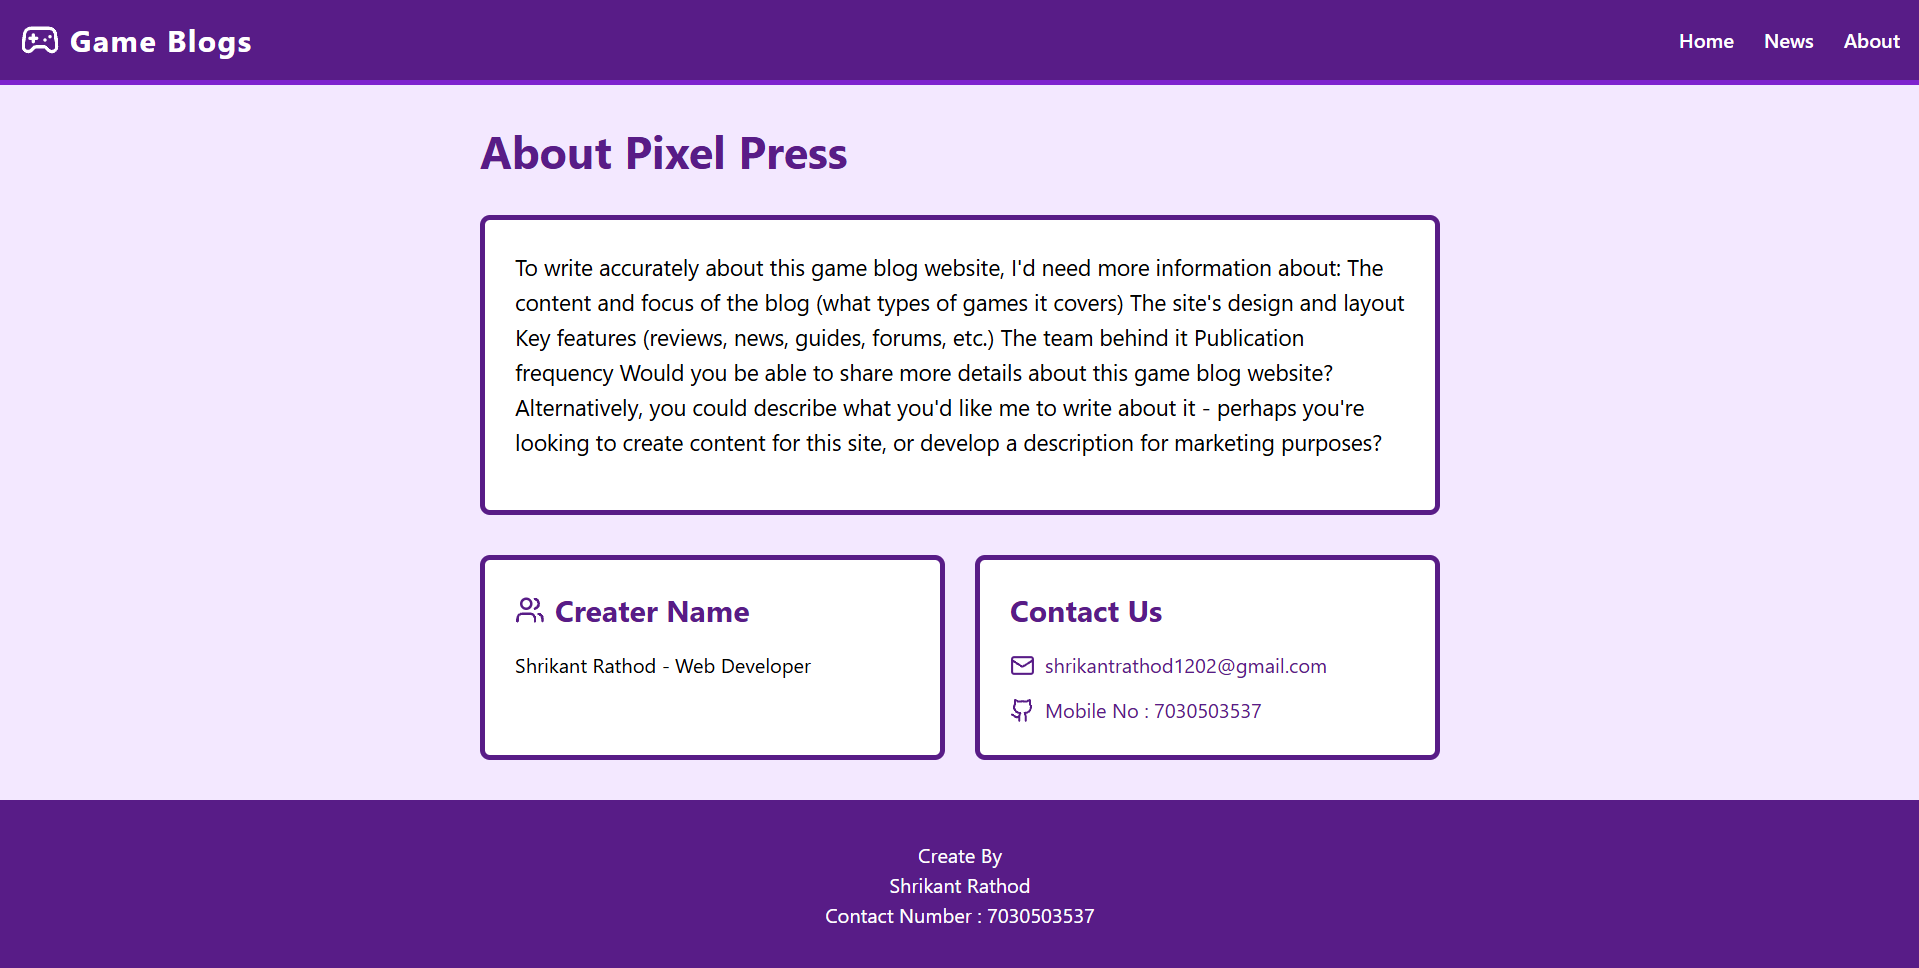 Game Blogs
Home News About
About Pixel Press
To write accurately about this game blog website, I'd need more information about: The
content and focus of the blog (what types of games it covers) The site's design and layout
Key features (reviews, news, guides, forums, etc.) The team behind it Publication
frequency Would you be able to share more details about this game blog website?
Alternatively, you could describe what you'd like me to write about it - perhaps you're
looking to create content for this site, or develop a description for marketing purposes?
Creater Name
Shrikant Rathod - Web Developer
Contact Us
shrikantrathod1202@gmail.com
Mobile No : 7030503537
Create By
Shrikant Rathod
Contact Number : 7030503537